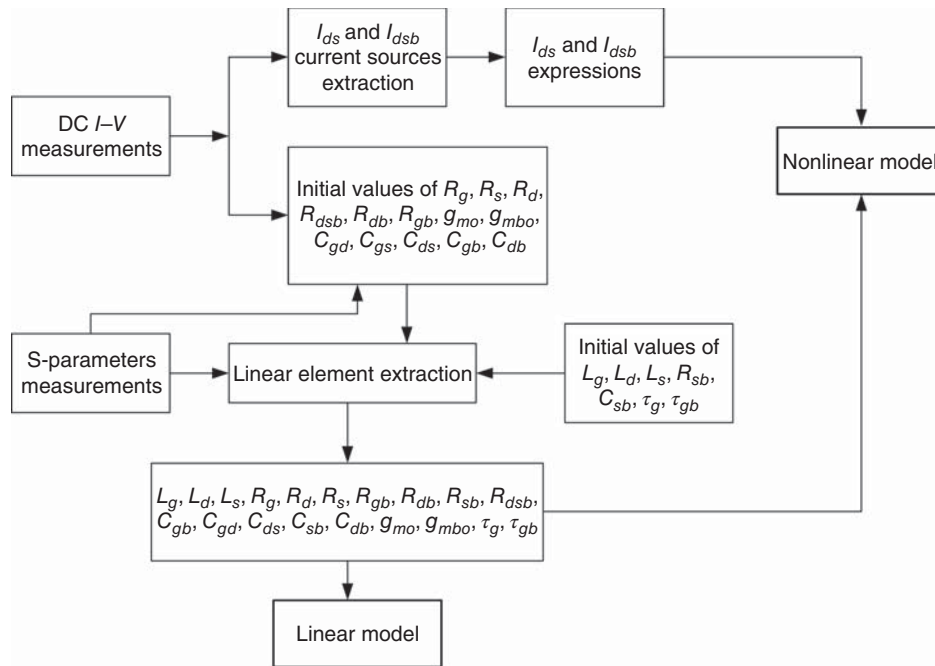 I_ds and I_dsb
current sources
extraction
I_ds and I_dsb
expressions
DC I–V
measurements
Nonlinear model
Initial values of R_g, R_s, R_d,
R_dsb, R_db, R_gb, g_mo, g_mbo,
C_gd, C_gs, C_ds, C_gb, C_db
S-parameters
measurements
Linear element extraction
Initial values of
L_g, L_d, L_s, R_sb,
C_sb, τ_g, τ_gb
L_g, L_d, L_s, R_g, R_d, R_s, R_gb, R_db, R_sb, R_dsb,
C_gb, C_gd, C_ds, C_sb, C_db, g_mo, g_mbo, τ_g, τ_gb
Linear model